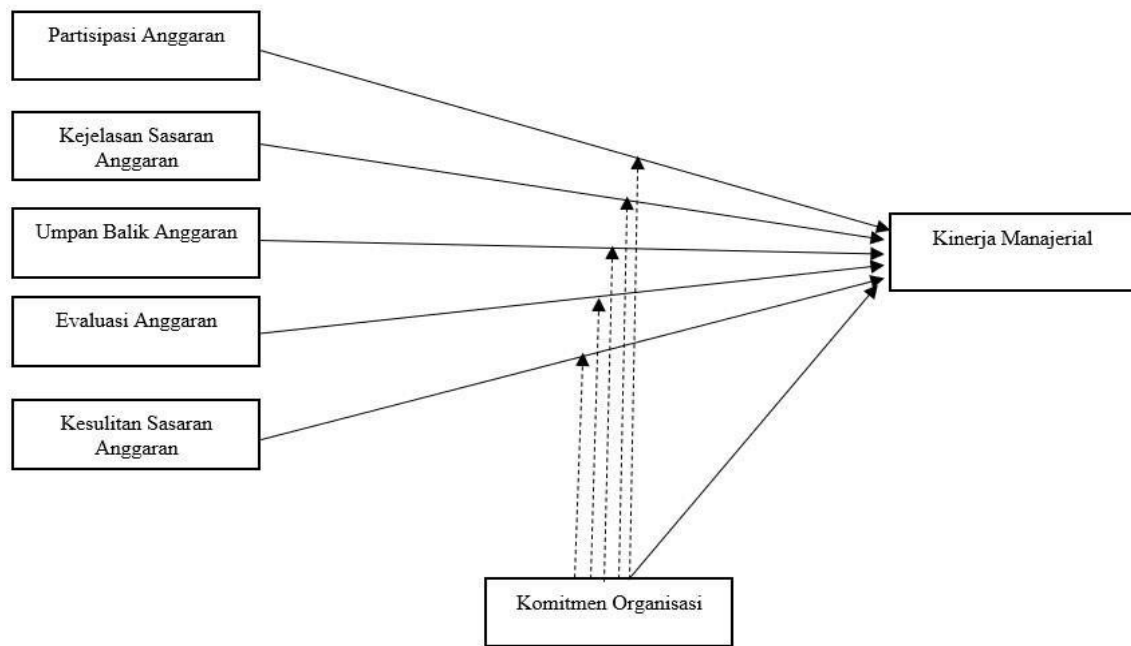 Partisipasi Anggaran
Kejelasan Sasaran
Anggaran
Umpan Balik Anggaran
Evaluasi Anggaran
Kesulitan Sasaran
Anggaran
Kinerja Manajerial
Komitmen Organisasi